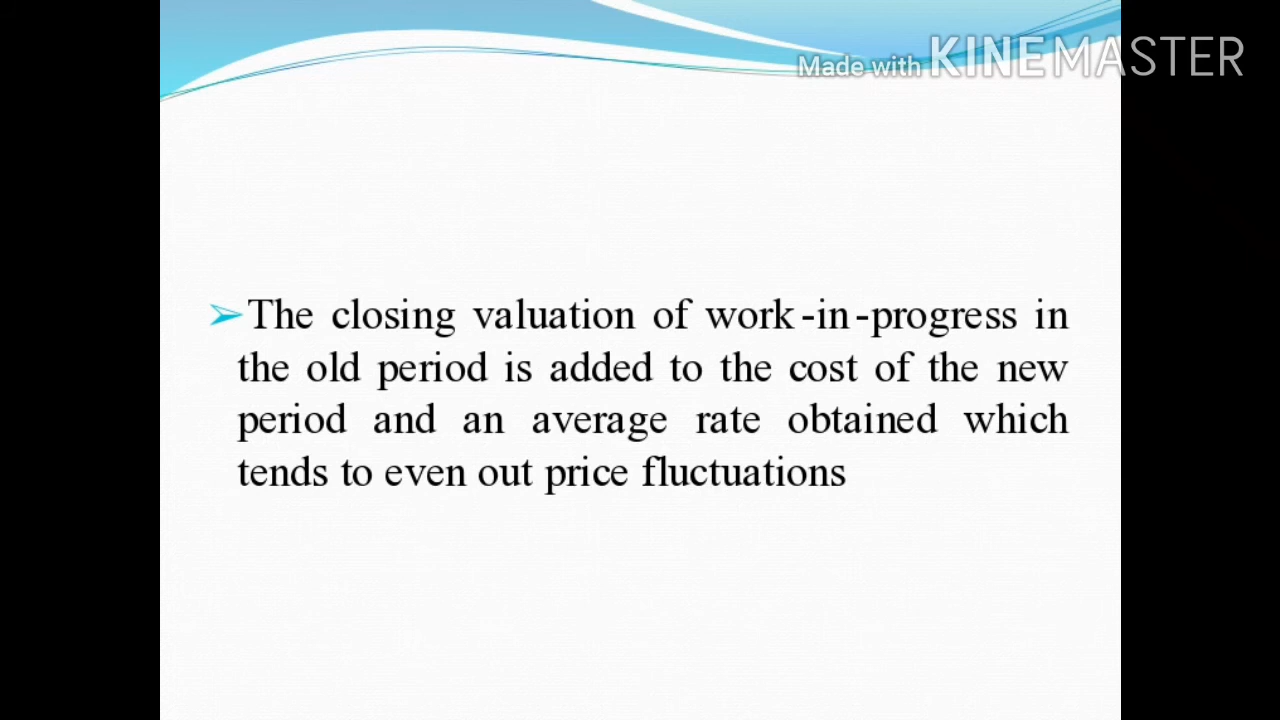 Made with KINEMASTER
➢The closing valuation of work-in-progress in
the old period is added to the cost of the new
period and an average rate obtained which
tends to even out price fluctuations